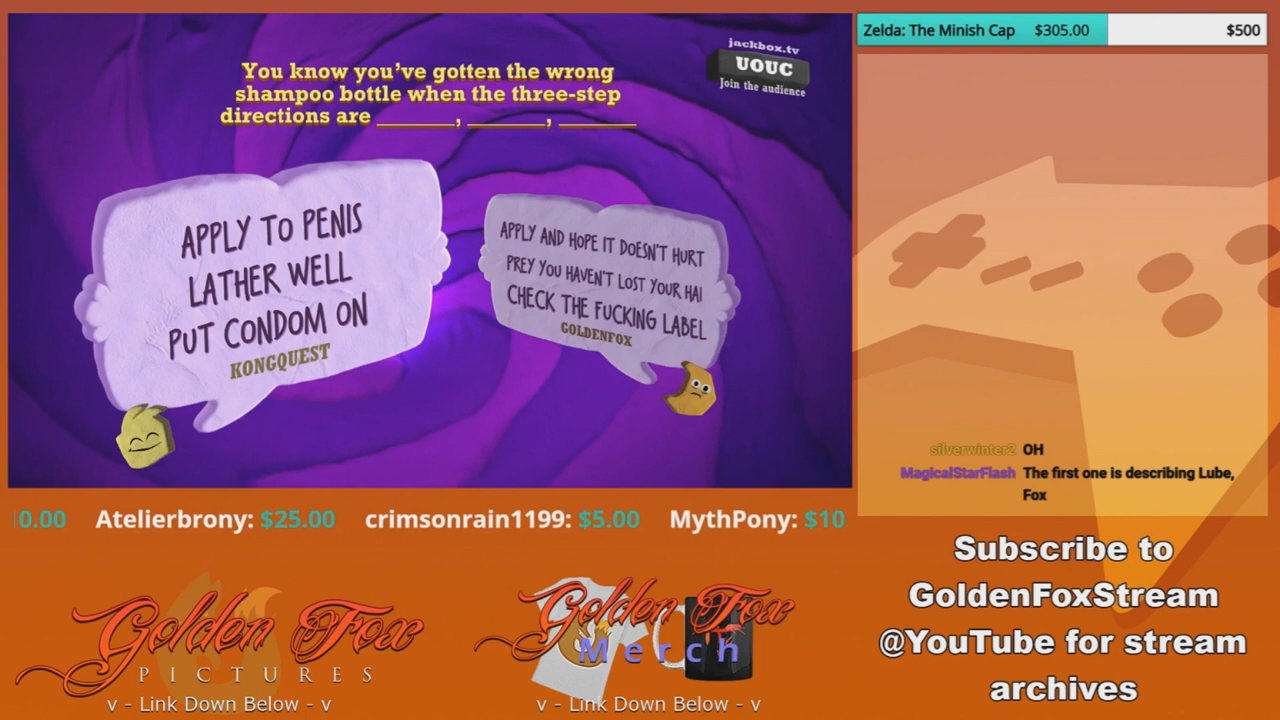 Zelda: The Minish Cap $305.00 $500
jackbox.tv
UOUC
Join the audience
You know you've gotten the wrong
shampoo bottle when the three-step
directions are ______, ______, ______
APPLY TO PENIS
LATHER WELL
PUT CONDOM ON
KONGQUEST
APPLY AND HOPE IT DOESN'T HURT
PREY YOU HAVEN'T LOST YOUR HAI
CHECK THE FUCKING LABEL
GOLDENFOX
silverwinter2 OH
MagicalStarFlash The first one is describing Lube,
Fox
0.00 Atelierbrony: $25.00 crimsonrain1199: $5.00 MythPony: $10
Subscribe to
GoldenFoxStream
@YouTube for stream
archives
Golden Fox
PICTURES
v - Link Down Below - v
Golden Fox
Merch
v - Link Down Below - v